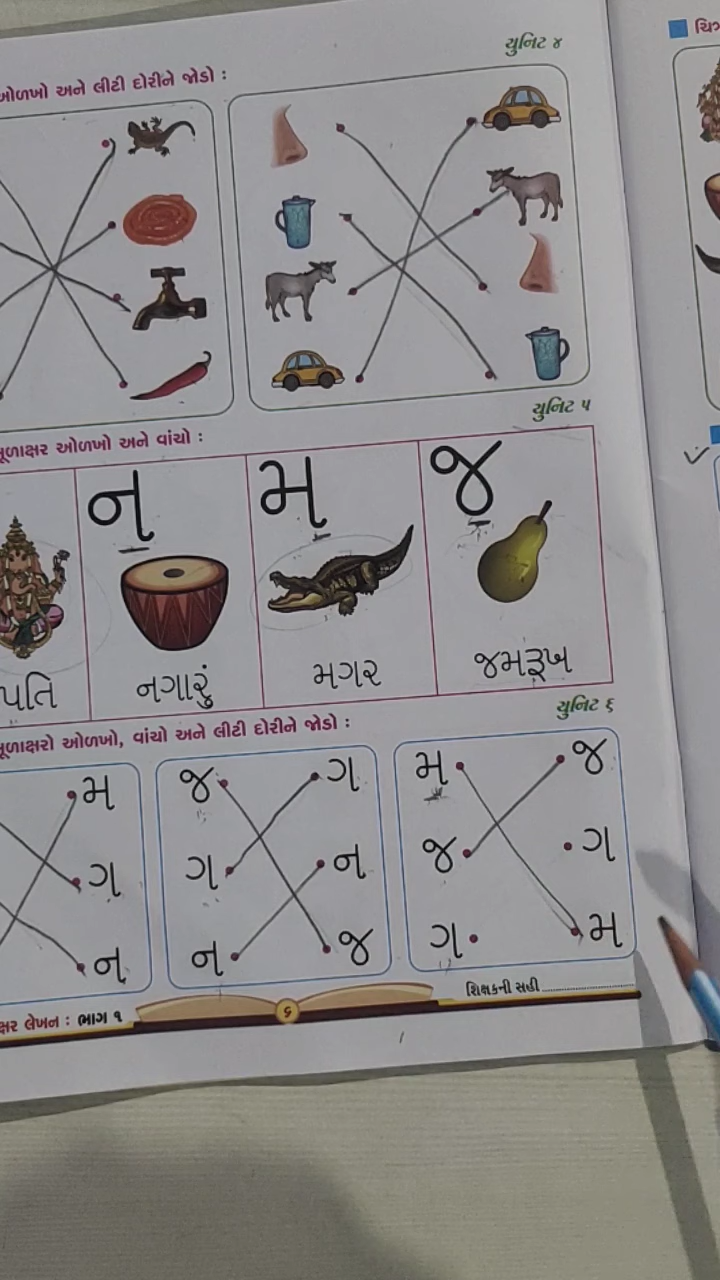 યુનિટ ૪
ઓળખો અને લીટી દોરીને જોડો :
યુનિટ ૫
મૂળાક્ષર ઓળખો અને વાંચો :
ન મ જ
પતિ નગારું મગર જમરૂખ
યુનિટ ૬
મૂળાક્ષરો ઓળખો, વાંચો અને લીટી દોરીને જોડો :
મ જ ગ મ જ
ગ ગ ન જ ગ
ન ન જ ગ મ
શિક્ષકની સહી
ક્ષર લેખન : ભાગ ૧ ૬